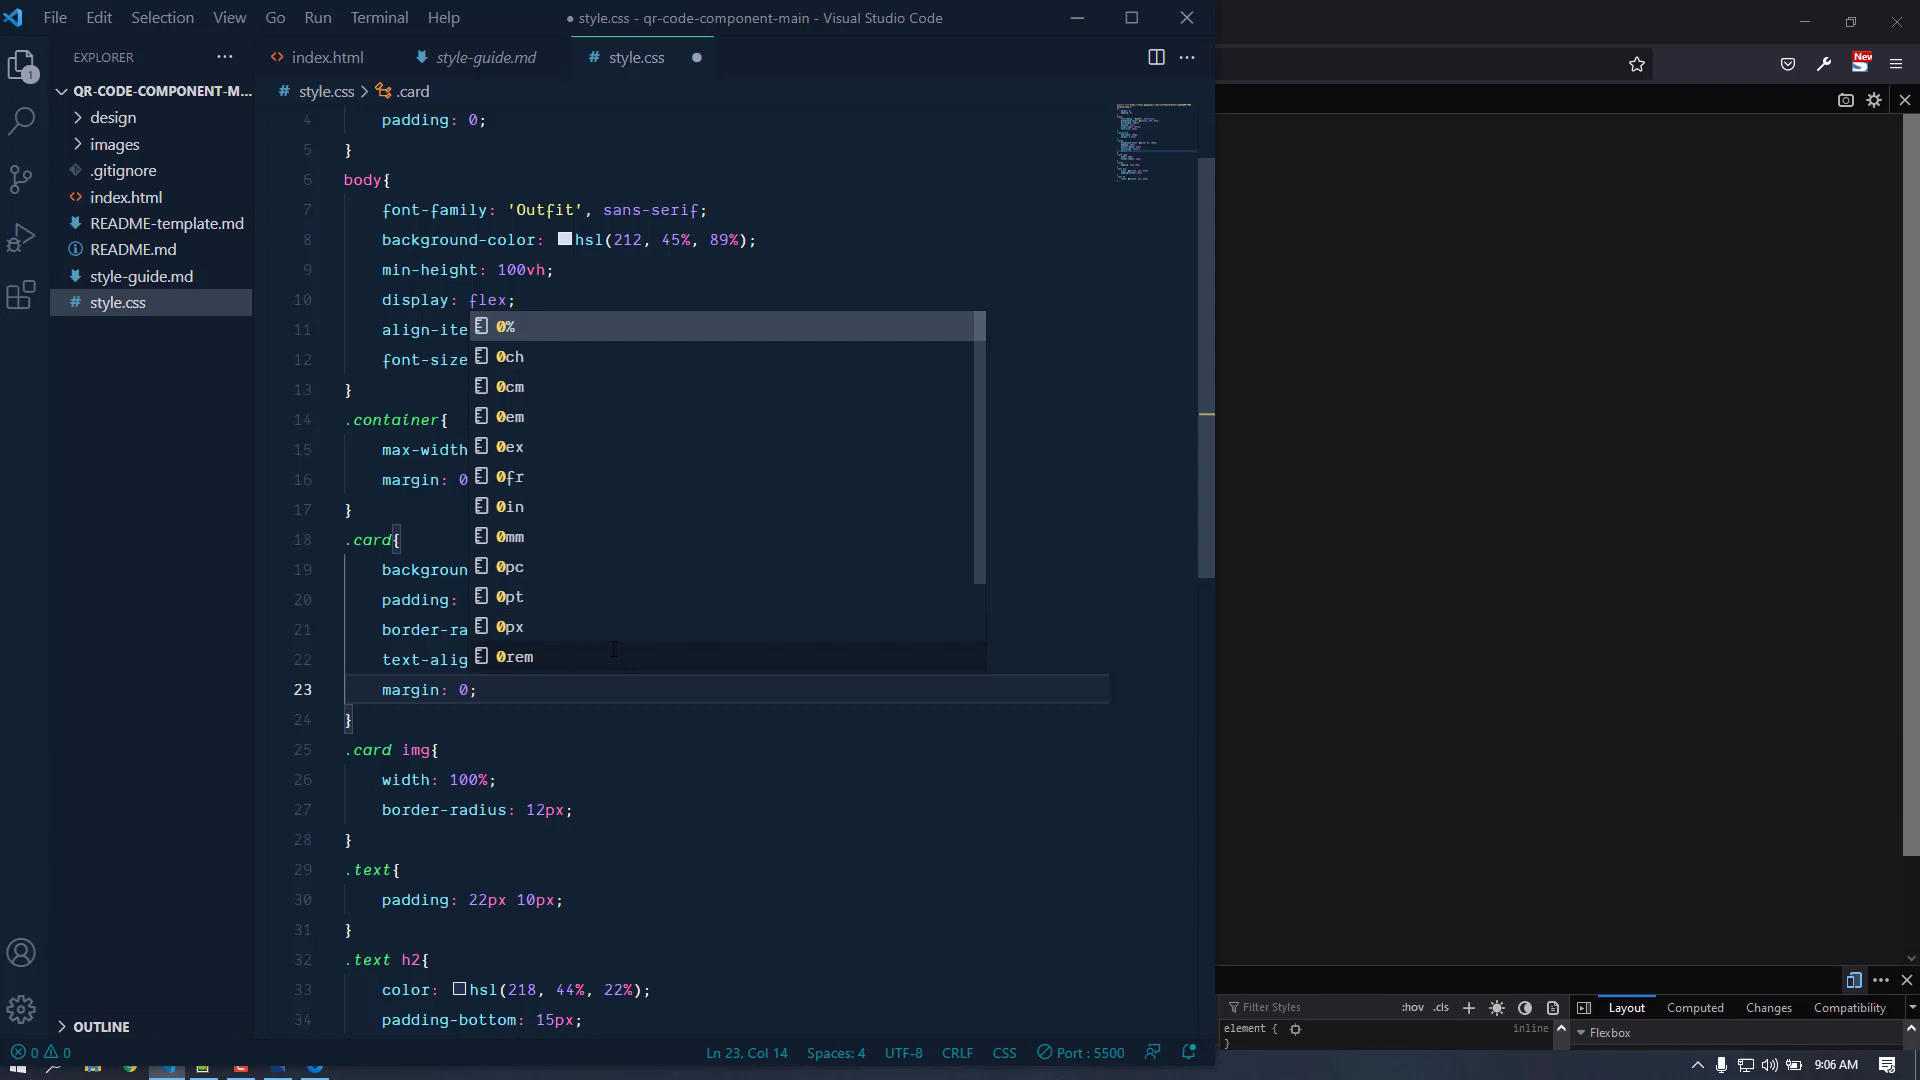 File Edit Selection View Go Run Terminal Help
● style.css - qr-code-component-main - Visual Studio Code
EXPLORER
index.html
style-guide.md
# style.css
New
1
QR-CODE-COMPONENT-M...
design
images
.gitignore
index.html
README-template.md
README.md
style-guide.md
# style.css
OUTLINE
# style.css > .card
4 padding: 0;
5 }
6 body{
7 font-family: 'Outfit', sans-serif;
8 background-color: hsl(212, 45%, 89%);
9 min-height: 100vh;
10 display: flex;
11 align-ite
12 font-size
13 }
14 .container{
15 max-width
16 margin: 0
17 }
18 .card{
19 backgroun
20 padding:
21 border-ra
22 text-alig
23 margin: 0;
24 }
25 .card img{
26 width: 100%;
27 border-radius: 12px;
28 }
29 .text{
30 padding: 22px 10px;
31 }
32 .text h2{
33 color: hsl(218, 44%, 22%);
34 padding-bottom: 15px;
0%
0ch
0cm
0em
0ex
0fr
0in
0mm
0pc
0pt
0px
0rem
Filter Styles
:hov .cls
Layout Computed Changes Compatibility
element {
inline
}
Flexbox
0 0
Ln 23, Col 14 Spaces: 4 UTF-8 CRLF CSS Port : 5500
9:06 AM